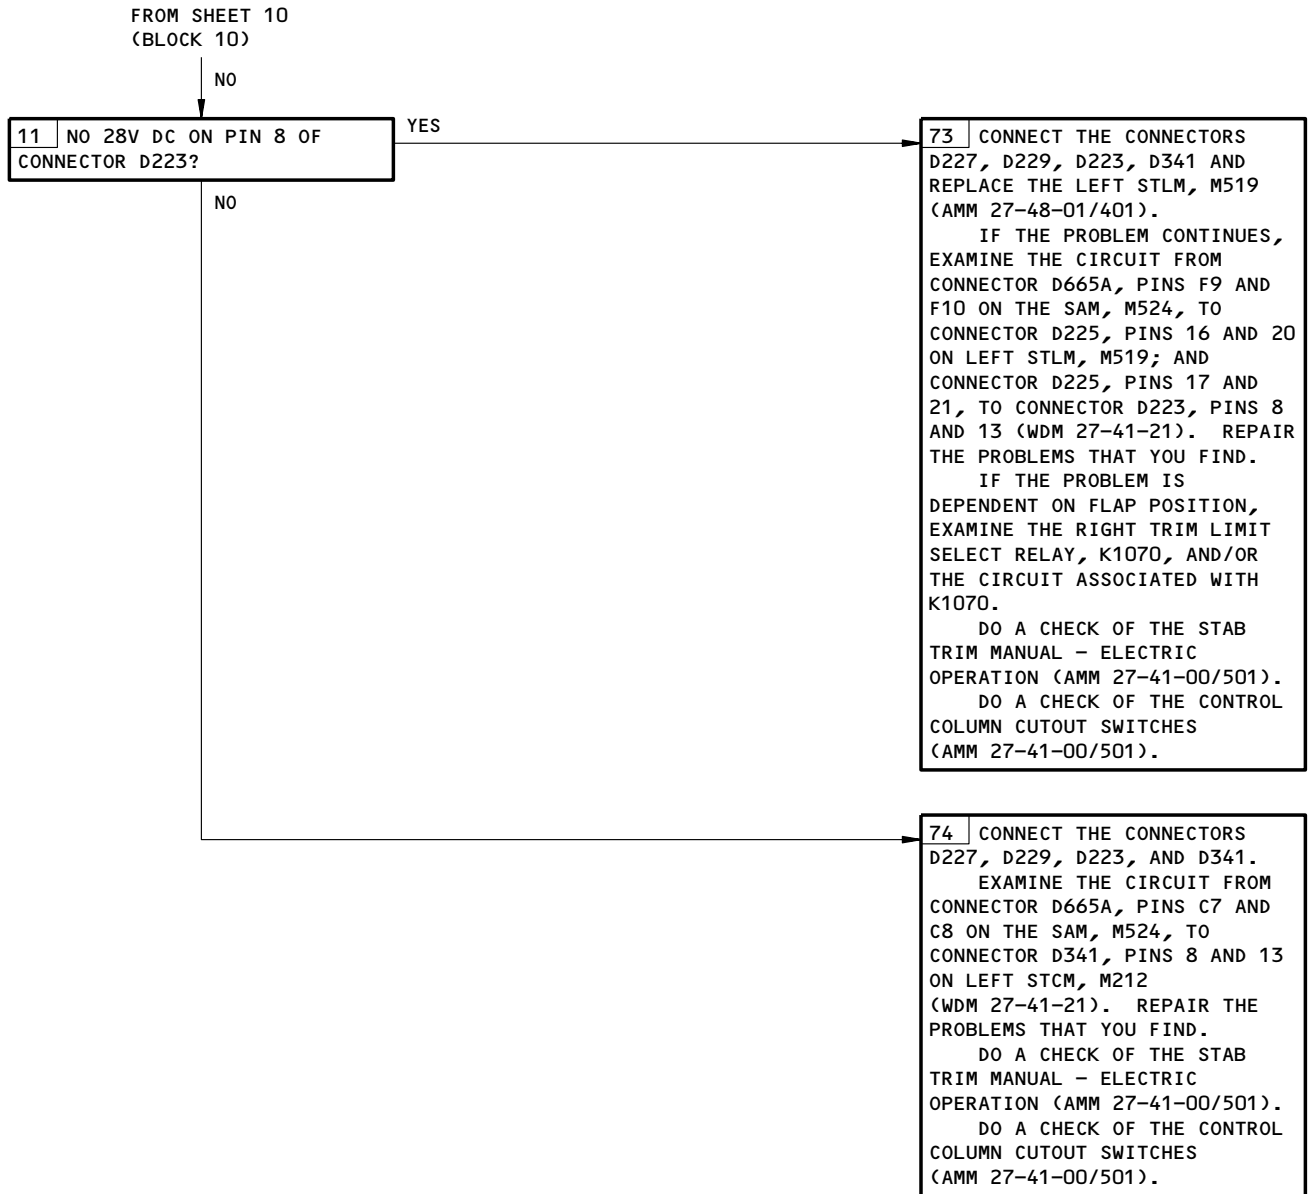 FROM SHEET 10
(BLOCK 10)
NO
11 NO 28V DC ON PIN 8 OF
CONNECTOR D223?
YES
NO
73 CONNECT THE CONNECTORS
D227, D229, D223, D341 AND
REPLACE THE LEFT STLM, M519
(AMM 27-48-01/401).
IF THE PROBLEM CONTINUES,
EXAMINE THE CIRCUIT FROM
CONNECTOR D665A, PINS F9 AND
F10 ON THE SAM, M524, TO
CONNECTOR D225, PINS 16 AND 20
ON LEFT STLM, M519; AND
CONNECTOR D225, PINS 17 AND
21, TO CONNECTOR D223, PINS 8
AND 13 (WDM 27-41-21). REPAIR
THE PROBLEMS THAT YOU FIND.
IF THE PROBLEM IS
DEPENDENT ON FLAP POSITION,
EXAMINE THE RIGHT TRIM LIMIT
SELECT RELAY, K1070, AND/OR
THE CIRCUIT ASSOCIATED WITH
K1070.
DO A CHECK OF THE STAB
TRIM MANUAL - ELECTRIC
OPERATION (AMM 27-41-00/501).
DO A CHECK OF THE CONTROL
COLUMN CUTOUT SWITCHES
(AMM 27-41-00/501).
74 CONNECT THE CONNECTORS
D227, D229, D223, AND D341.
EXAMINE THE CIRCUIT FROM
CONNECTOR D665A, PINS C7 AND
C8 ON THE SAM, M524, TO
CONNECTOR D341, PINS 8 AND 13
ON LEFT STCM, M212
(WDM 27-41-21). REPAIR THE
PROBLEMS THAT YOU FIND.
DO A CHECK OF THE STAB
TRIM MANUAL - ELECTRIC
OPERATION (AMM 27-41-00/501).
DO A CHECK OF THE CONTROL
COLUMN CUTOUT SWITCHES
(AMM 27-41-00/501).